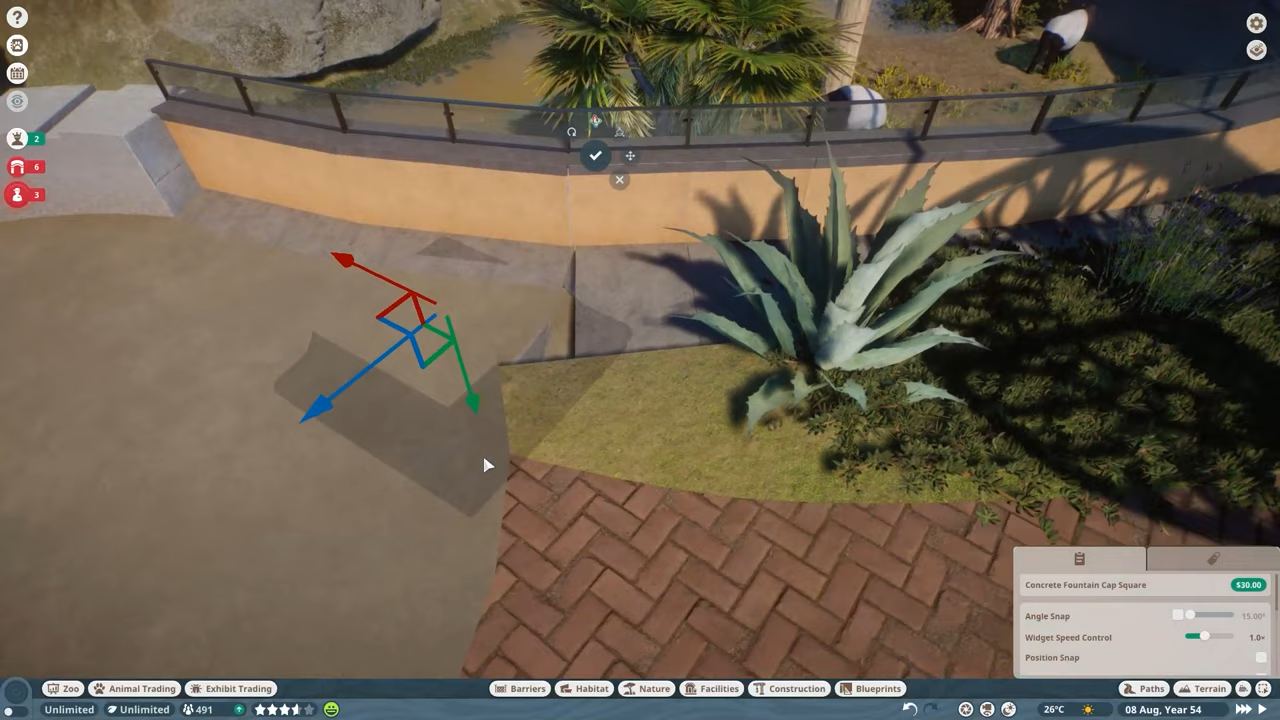 ?
2
6
3
Concrete Fountain Cap Square $30.00
Angle Snap 15.00°
Widget Speed Control 1.0×
Position Snap
Zoo Animal Trading Exhibit Trading Barriers Habitat Nature Facilities Construction Blueprints Paths Terrain
Unlimited Unlimited 491 26°C 08 Aug, Year 54